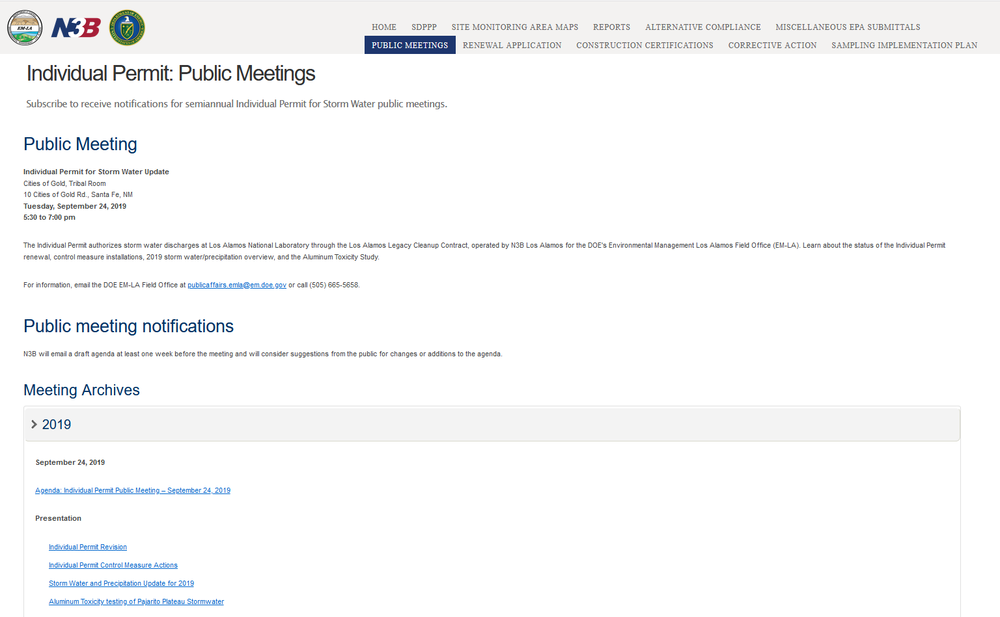 EM-LA
N3B
HOME SDPPP SITE MONITORING AREA MAPS REPORTS ALTERNATIVE COMPLIANCE MISCELLANEOUS EPA SUBMITTALS
PUBLIC MEETINGS RENEWAL APPLICATION CONSTRUCTION CERTIFICATIONS CORRECTIVE ACTION SAMPLING IMPLEMENTATION PLAN
Individual Permit: Public Meetings
Subscribe to receive notifications for semiannual Individual Permit for Storm Water public meetings.
Public Meeting
Individual Permit for Storm Water Update
Cities of Gold, Tribal Room
10 Cities of Gold Rd., Santa Fe, NM
Tuesday, September 24, 2019
5:30 to 7:00 pm
The Individual Permit authorizes storm water discharges at Los Alamos National Laboratory through the Los Alamos Legacy Cleanup Contract, operated by N3B Los Alamos for the DOE's Environmental Management Los Alamos Field Office (EM-LA). Learn about the status of the Individual Permit
renewal, control measure installations, 2019 storm water/precipitation overview, and the Aluminum Toxicity Study.
For information, email the DOE EM-LA Field Office at publicaffairs.emla@em.doe.gov or call (505) 665-5658.
Public meeting notifications
N3B will email a draft agenda at least one week before the meeting and will consider suggestions from the public for changes or additions to the agenda.
Meeting Archives
2019
September 24, 2019
Agenda: Individual Permit Public Meeting – September 24, 2019
Presentation
Individual Permit Revision
Individual Permit Control Measure Actions
Storm Water and Precipitation Update for 2019
Aluminum Toxicity testing of Pajarito Plateau Stormwater